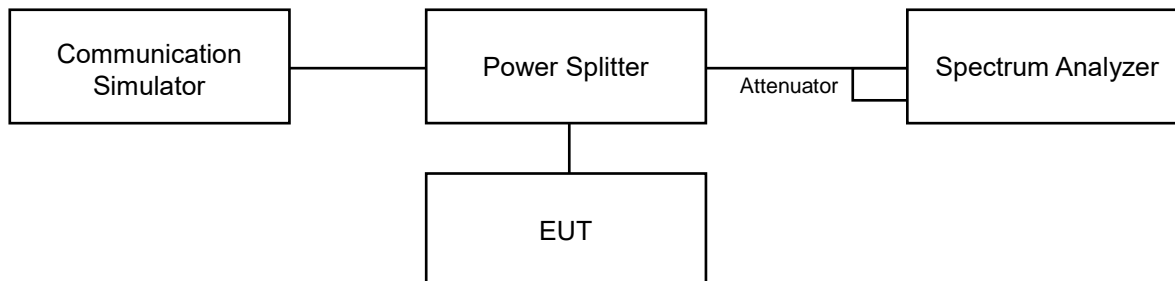 Communication
Simulator
Power Splitter
Attenuator
Spectrum Analyzer
EUT